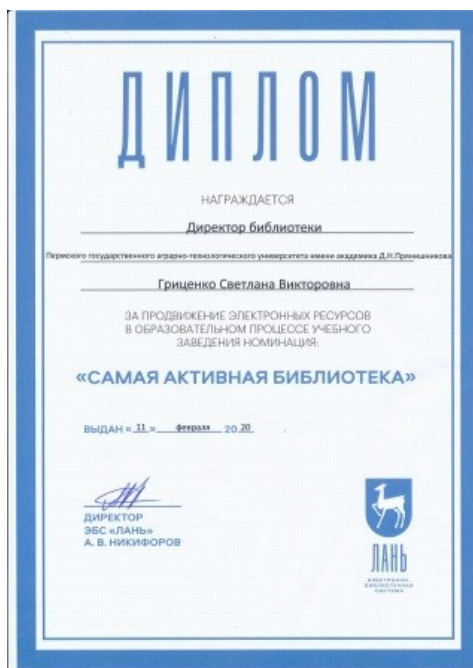 ДИПЛОМ
НАГРАЖДАЕТСЯ
Директор библиотеки
Пермского государственного аграрно-технологического университета имени академика Д.Н.Прянишникова
Гриценко Светлана Викторовна
ЗА ПРОДВИЖЕНИЕ ЭЛЕКТРОННЫХ РЕСУРСОВ
В ОБРАЗОВАТЕЛЬНОМ ПРОЦЕССЕ УЧЕБНОГО
ЗАВЕДЕНИЯ НОМИНАЦИЯ:
«САМАЯ АКТИВНАЯ БИБЛИОТЕКА»
ВЫДАН « 11 » февраля 20 20
ДИРЕКТОР
ЭБС «ЛАНЬ»
А. В. НИКИФОРОВ
ЛАНЬ
ЭЛЕКТРОННО-
БИБЛИОТЕЧНАЯ
СИСТЕМА